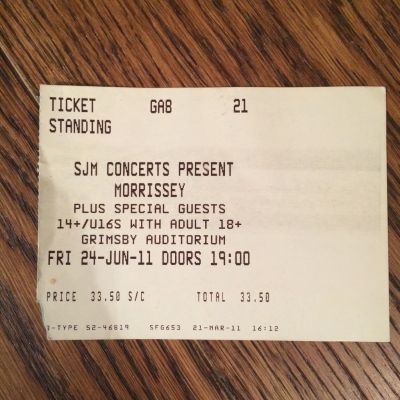 TICKET GA8 21
STANDING
SJM CONCERTS PRESENT
MORRISSEY
PLUS SPECIAL GUESTS
14+/U16S WITH ADULT 18+
GRIMSBY AUDITORIUM
FRI 24-JUN-11 DOORS 19:00
PRICE 33.50 S/C TOTAL 33.50
T-TYPE 52-46819 SFG653 21-MAR-11 16:12